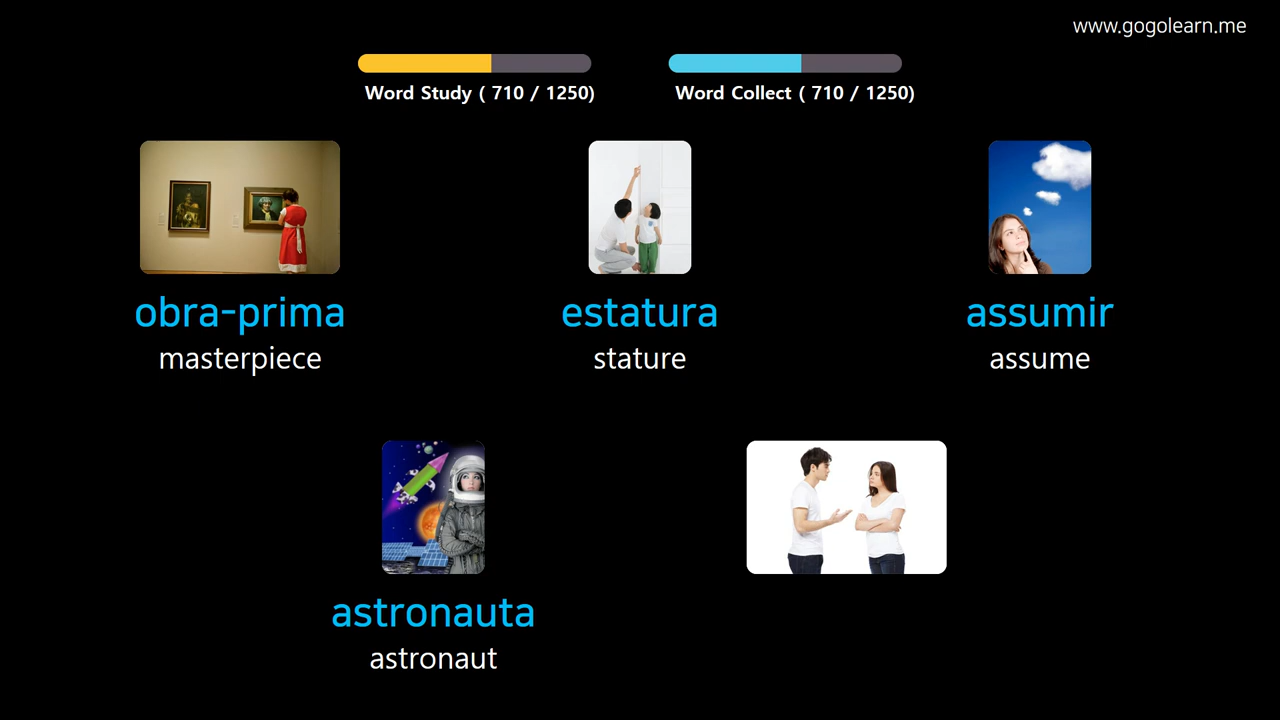 www.gogolearn.me
Word Study ( 710 / 1250)
Word Collect ( 710 / 1250)
obra-prima
masterpiece
estatura
stature
assumir
assume
astronauta
astronaut